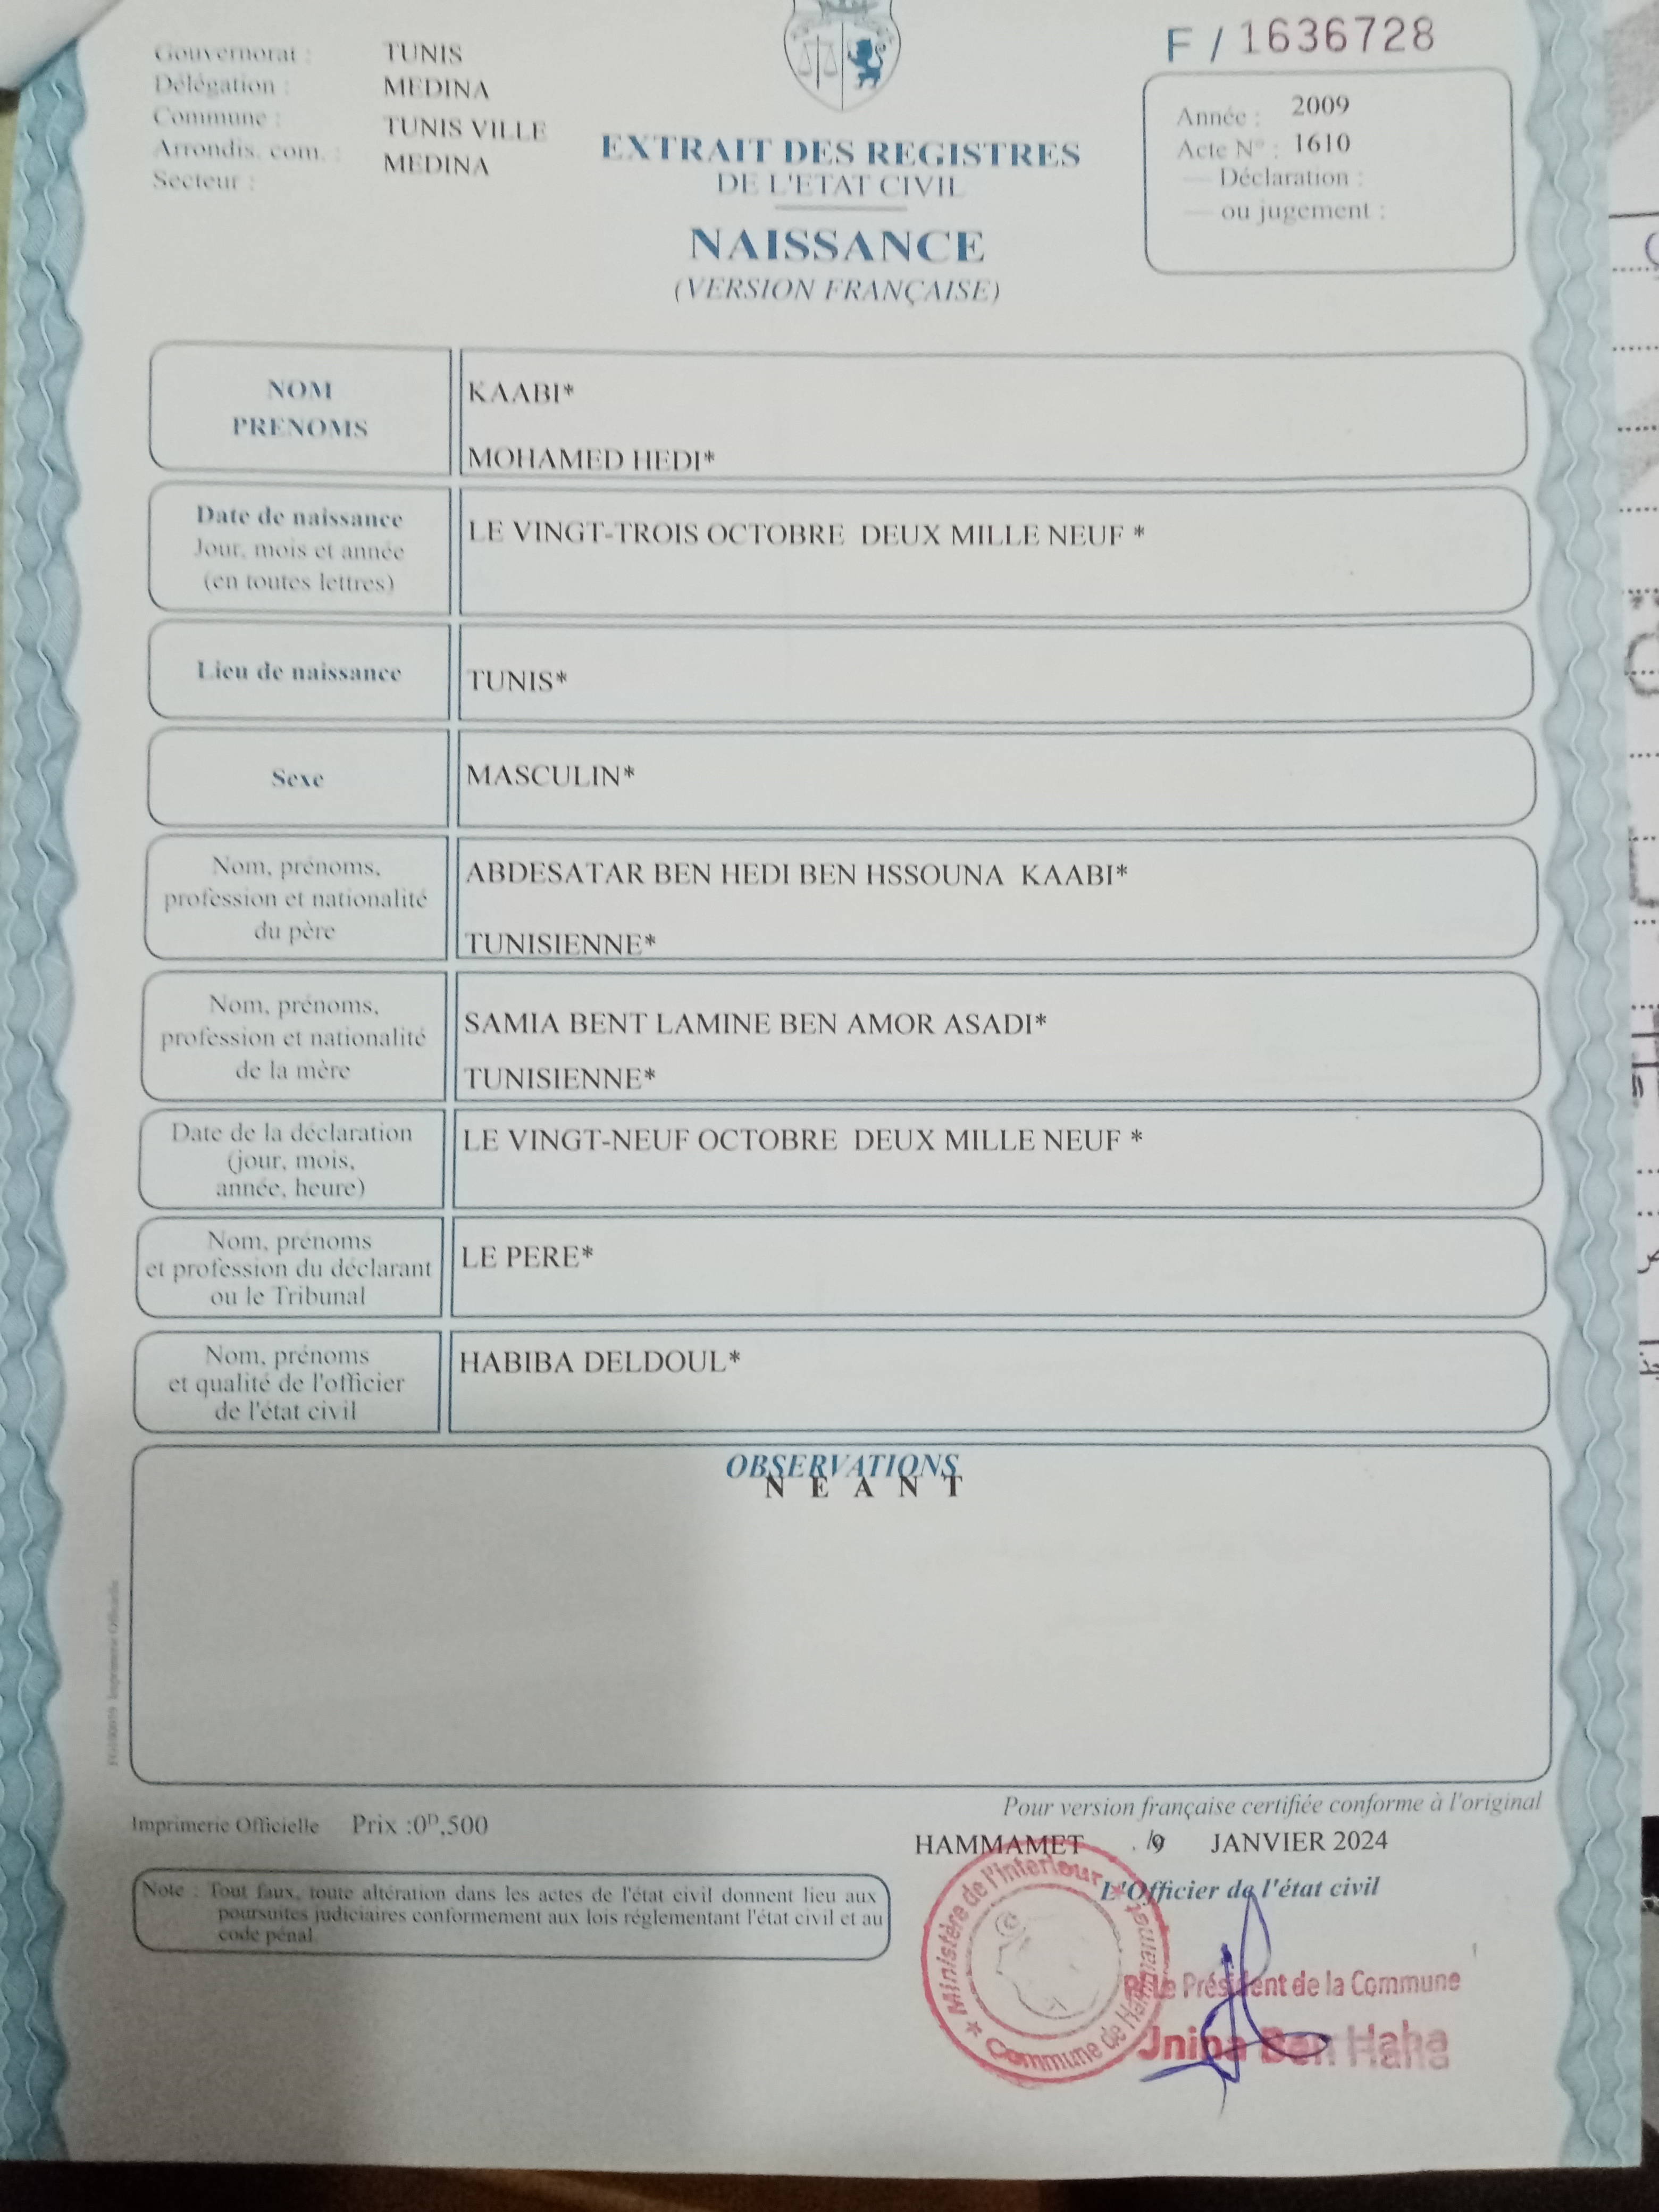 F / 1636728
Gouvernorat : TUNIS
Délégation : MEDINA
Commune : TUNIS VILLE
Arrondis. com. : MEDINA
Secteur :
EXTRAIT DES REGISTRES
DE L'ETAT CIVIL
NAISSANCE
(VERSION FRANÇAISE)
Année : 2009
Acte N° : 1610
— Déclaration :
— ou jugement :
NOM
PRENOMS
KAABI*
MOHAMED HEDI*
Date de naissance
Jour, mois et année
(en toutes lettres)
LE VINGT-TROIS OCTOBRE DEUX MILLE NEUF *
Lieu de naissance
TUNIS*
Sexe
MASCULIN*
Nom, prénoms,
profession et nationalité
du père
ABDESATAR BEN HEDI BEN HSSOUNA KAABI*
TUNISIENNE*
Nom, prénoms,
profession et nationalité
de la mère
SAMIA BENT LAMINE BEN AMOR ASADI*
TUNISIENNE*
Date de la déclaration
(jour, mois,
année, heure)
LE VINGT-NEUF OCTOBRE DEUX MILLE NEUF *
Nom, prénoms
et profession du déclarant
ou le Tribunal
LE PERE*
Nom, prénoms
et qualité de l'officier
de l'état civil
HABIBA DELDOUL*
OBSERVATIONS
N E A N T
Imprimerie Officielle
Imprimerie Officielle Prix :0ᴰ,500
Pour version française certifiée conforme à l'original
HAMMAMET 19 JANVIER 2024
L'Officier de l'état civil
Note : Tout faux, toute altération dans les actes de l'état civil donnent lieu aux
poursuites judiciaires conformement aux lois réglementant l'état civil et au
code pénal.
Ministère de l'interieur
Commune de Hammamet
P/ Le Président de la Commune
Jnina Ben Haha